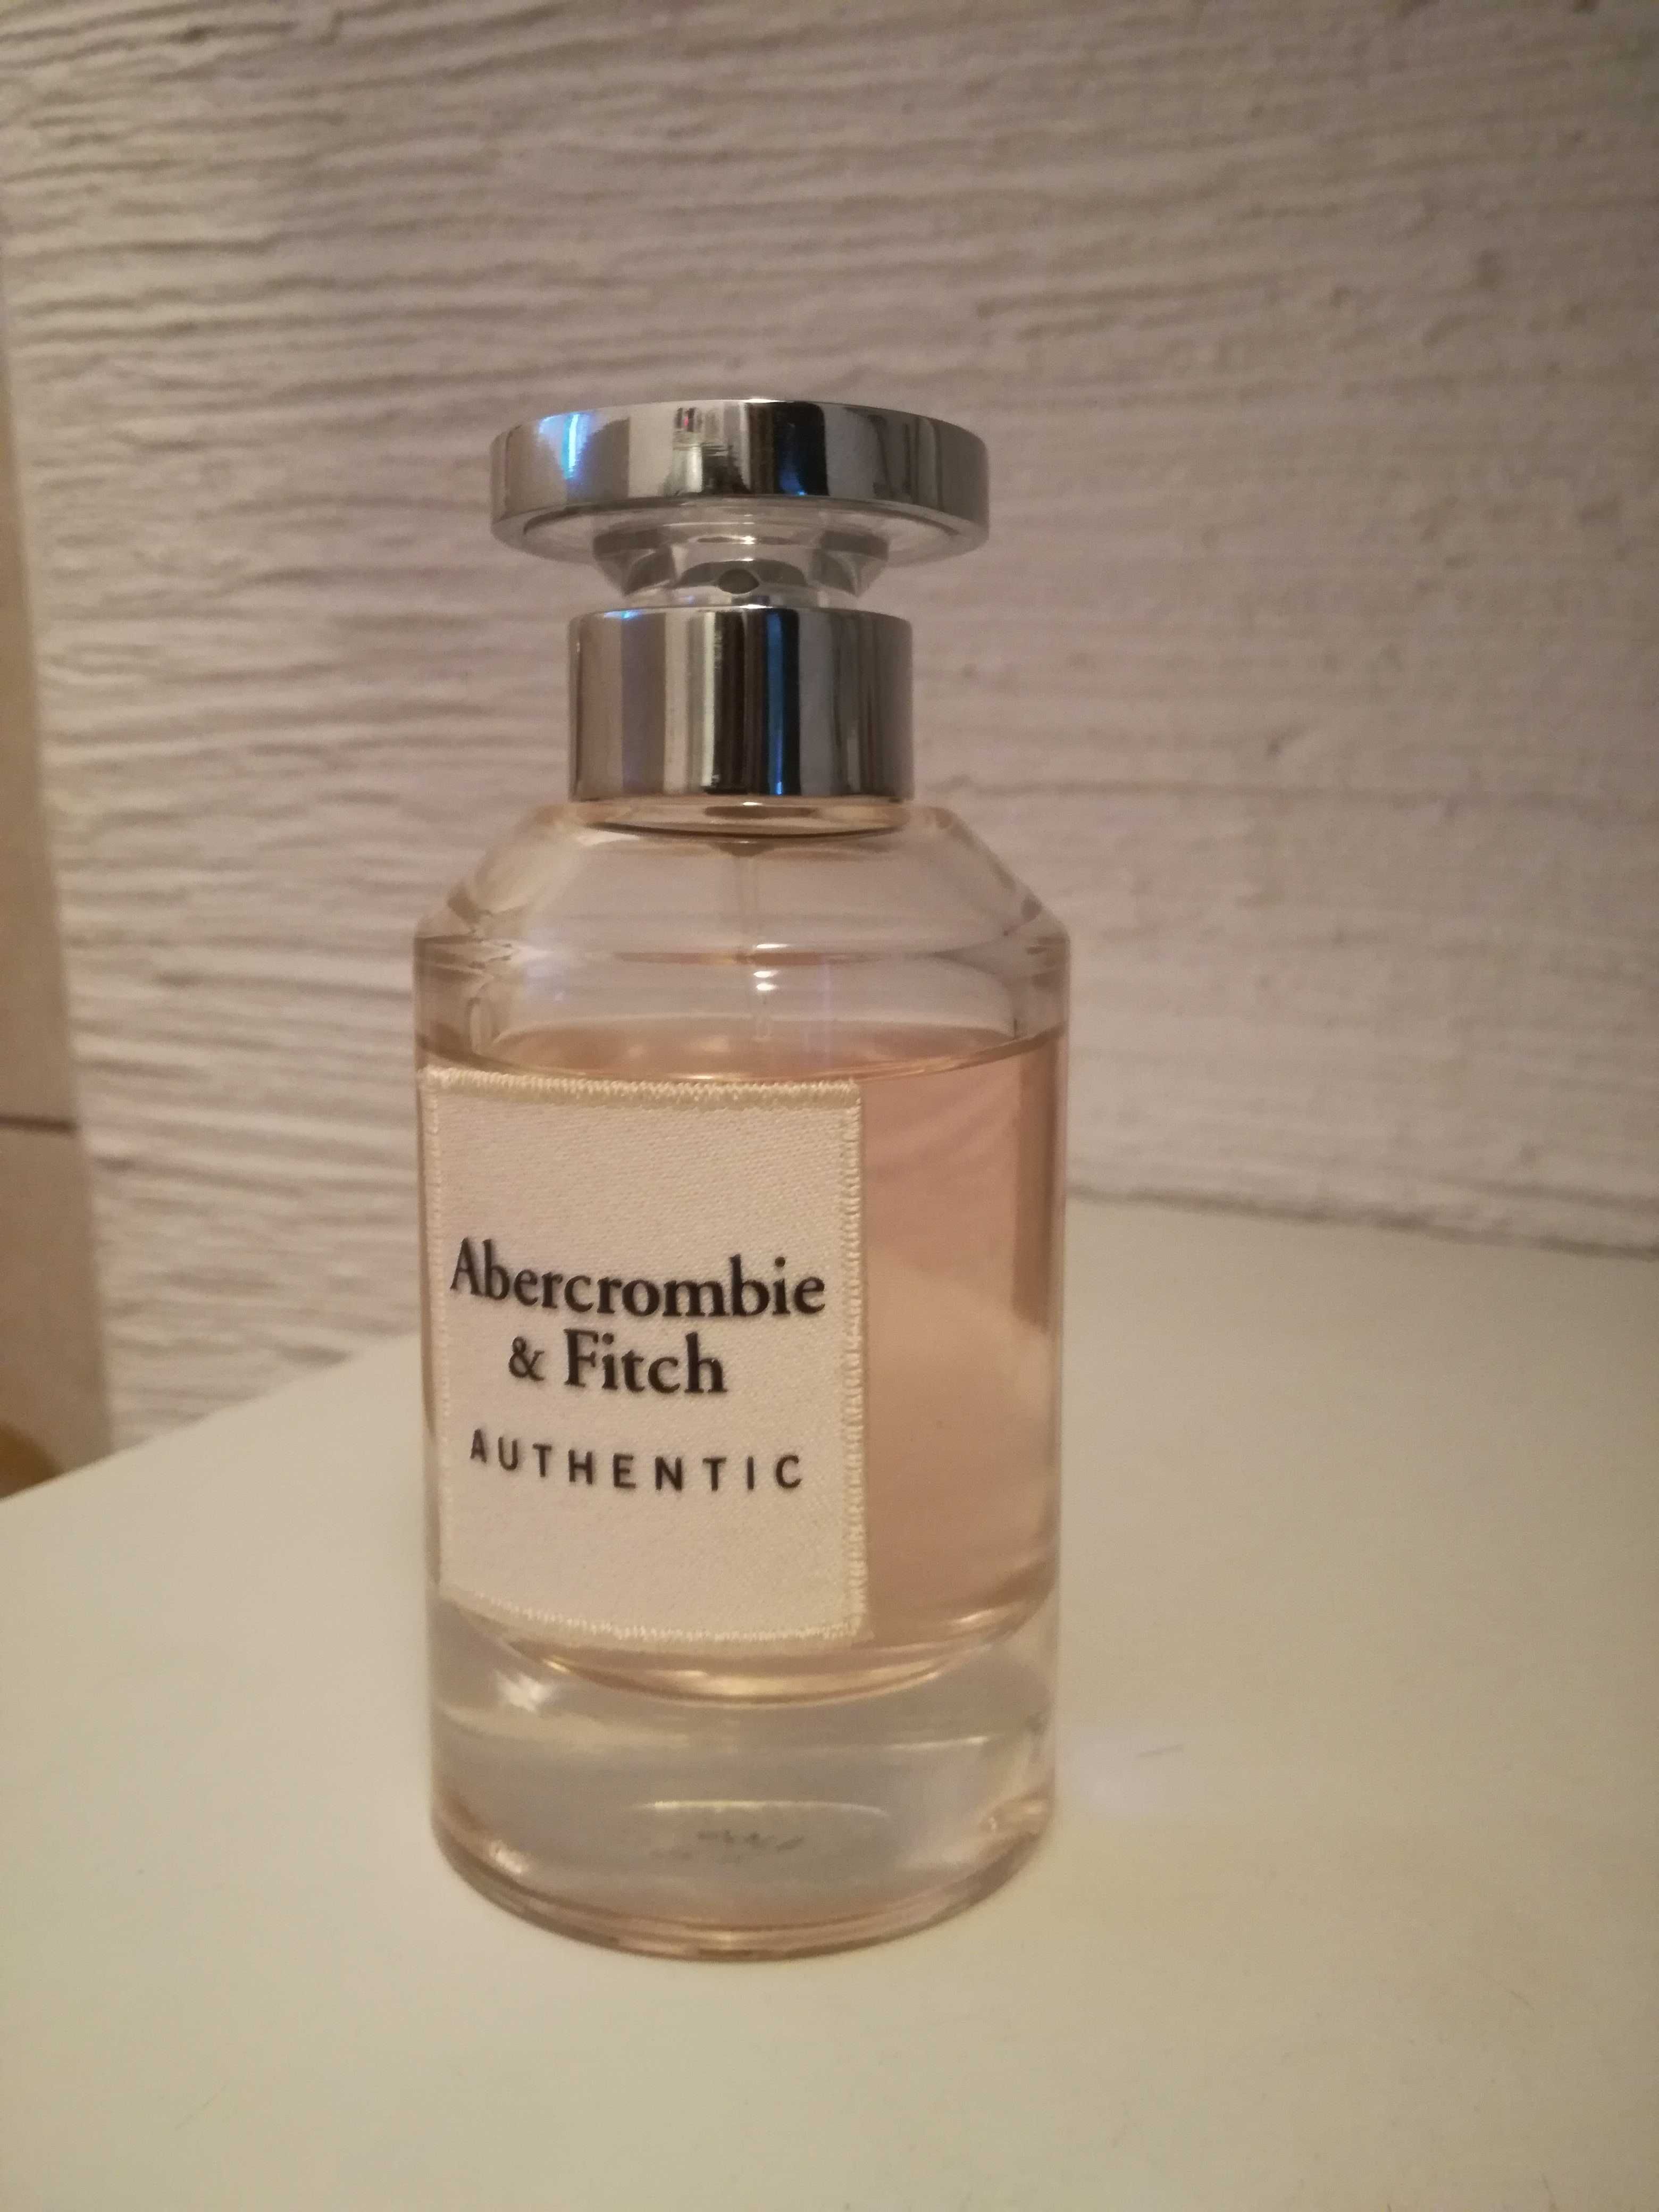 Abercrombie
& Fitch
AUTHENTIC